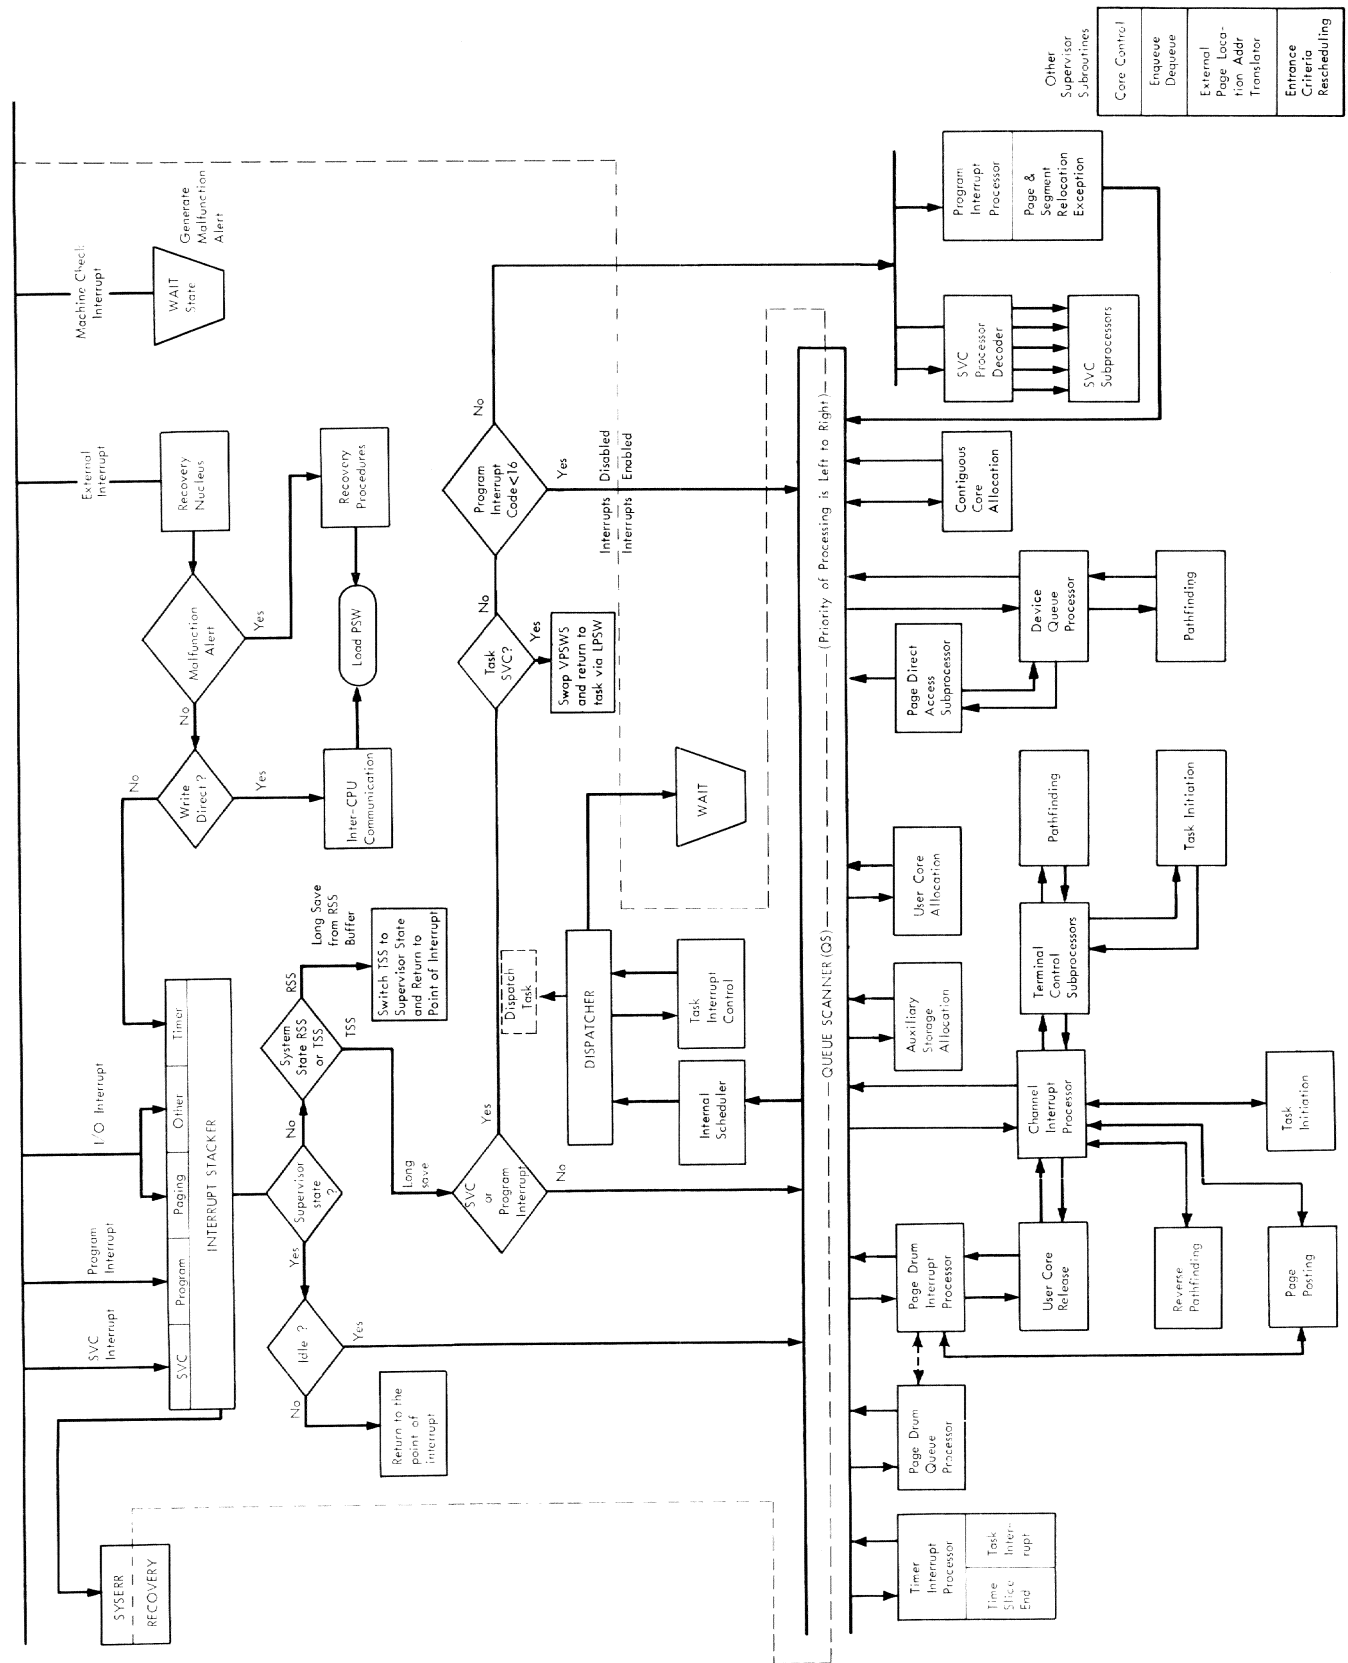 SYSERR
RECOVERY
SVC
Interrupt
Program
Interrupt
I/O Interrupt
External
Interrupt
Machine Check
Interrupt
SVC
Program
Paging
Other
Timer
INTERRUPT STACKER
WAIT
State
Generate
Malfunction
Alert
Recovery
Nucleus
Malfunction
Alert
No
Yes
Write
Direct ?
No
Yes
Recovery
Procedures
Load PSW
Inter-CPU
Communication
Supervisor
state
?
Yes
No
Idle ?
No
Yes
Return to the
point of
interrupt
System
State RSS
or TSS
RSS
TSS
Long Save
from RSS
Buffer
Switch TSS to
Supervisor State
and Return to
Point of Interrupt
Long
save
SVC
or
Program
Interrupt
Yes
No
Task
SVC?
No
Yes
Swap VPSWS
and return to
task via LPSW
Program
Interrupt
Code<16
No
Yes
Interrupts Disabled
Interrupts Enabled
Dispatch
Task
DISPATCHER
WAIT
Internal
Scheduler
Task
Interrupt
Control
QUEUE SCANNER (QS)
(Priority of Processing is Left to Right)
Timer
Interrupt
Processor
Time
Slice
End
Task
Inter-
rupt
Page Drum
Queue
Processor
Page Drum
Interrupt
Processor
User Core
Release
Reverse
Pathfinding
Page
Posting
Channel
Interrupt
Processor
Task
Initiation
Auxiliary
Storage
Allocation
User Core
Allocation
Terminal
Control
Subprocessors
Pathfinding
Task Initiation
Page Direct
Access
Subprocessor
Device
Queue
Processor
Pathfinding
Contiguous
Core
Allocation
SVC
Processor
Decoder
SVC
Subprocessors
Program
Interrupt
Processor
Page &
Segment
Relocation
Exception
Other
Supervisor
Subroutines
Core Control
Enqueue
Dequeue
External
Page Loca-
tion Addr
Translator
Entrance
Criteria
Rescheduling